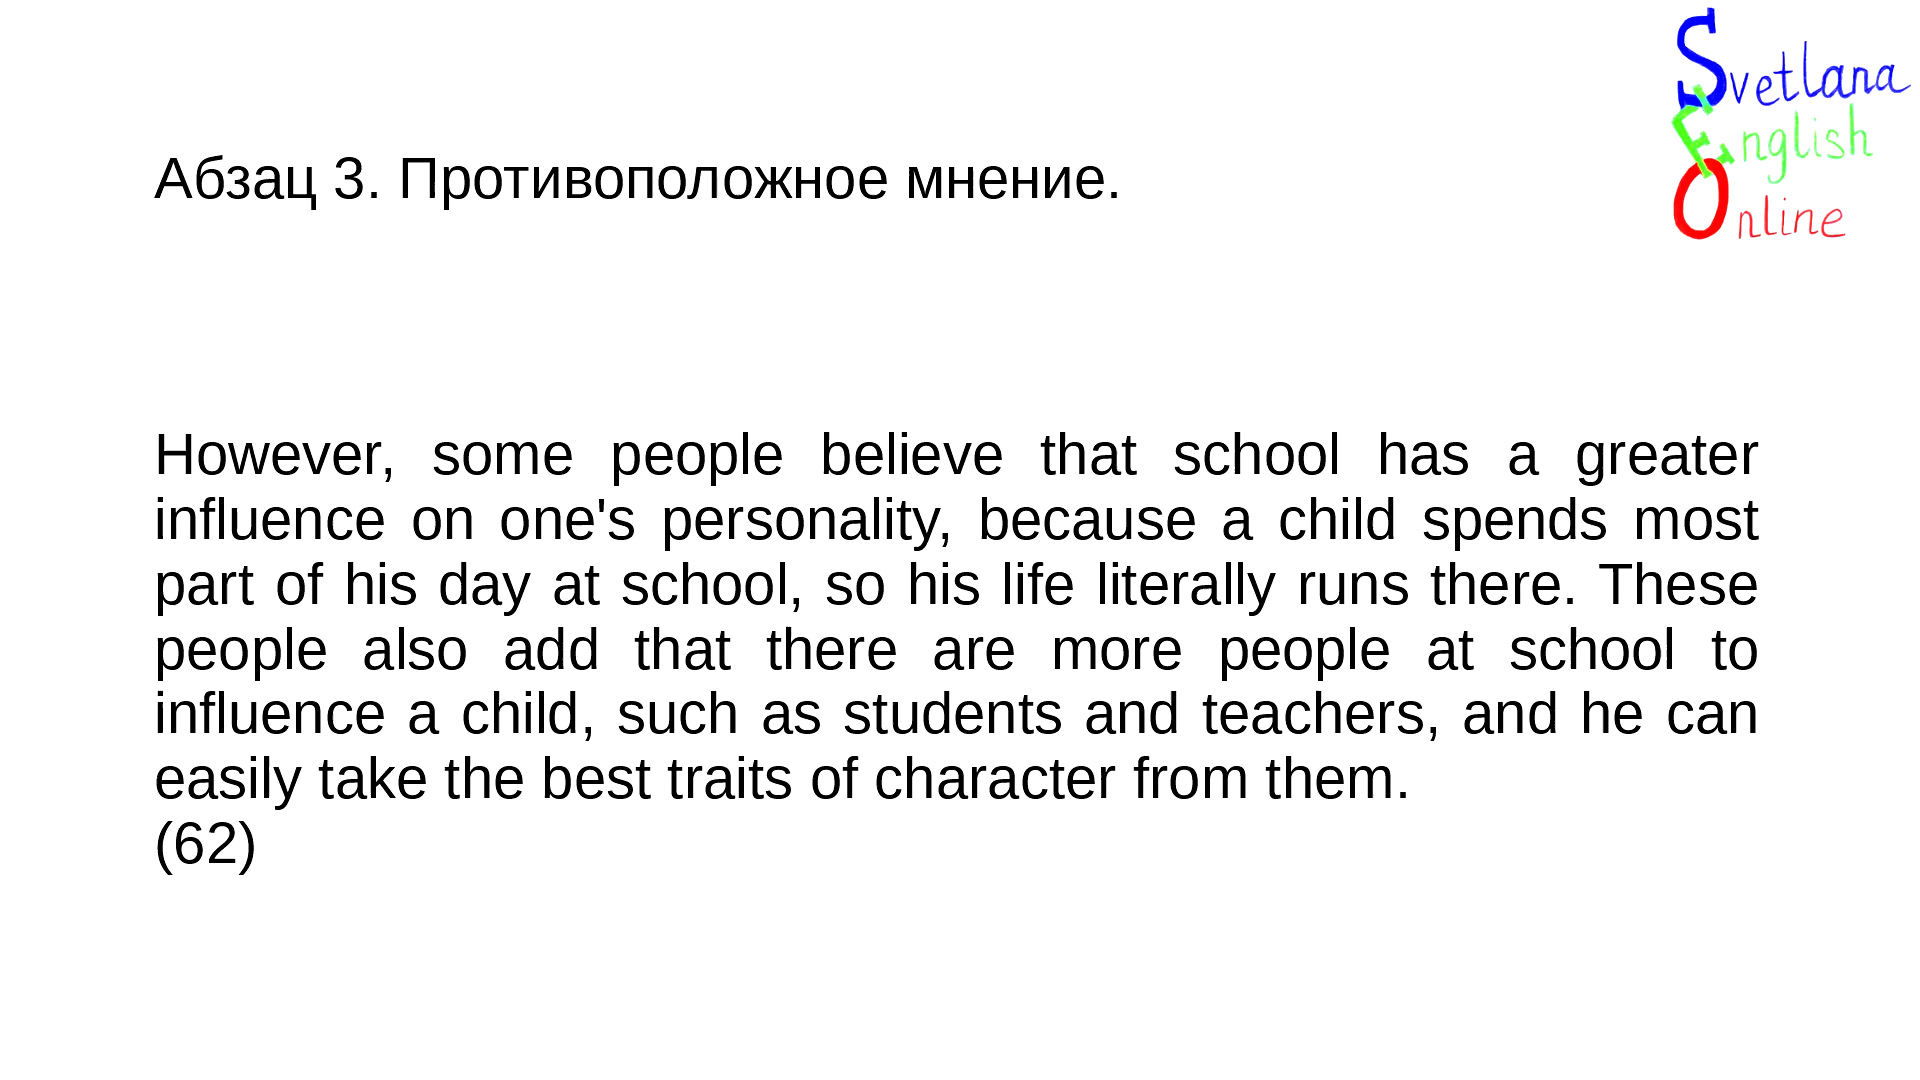 Svetlana
English
Online
Абзац 3. Противоположное мнение.
However, some people believe that school has a greater
influence on one's personality, because a child spends most
part of his day at school, so his life literally runs there. These
people also add that there are more people at school to
influence a child, such as students and teachers, and he can
easily take the best traits of character from them.
(62)